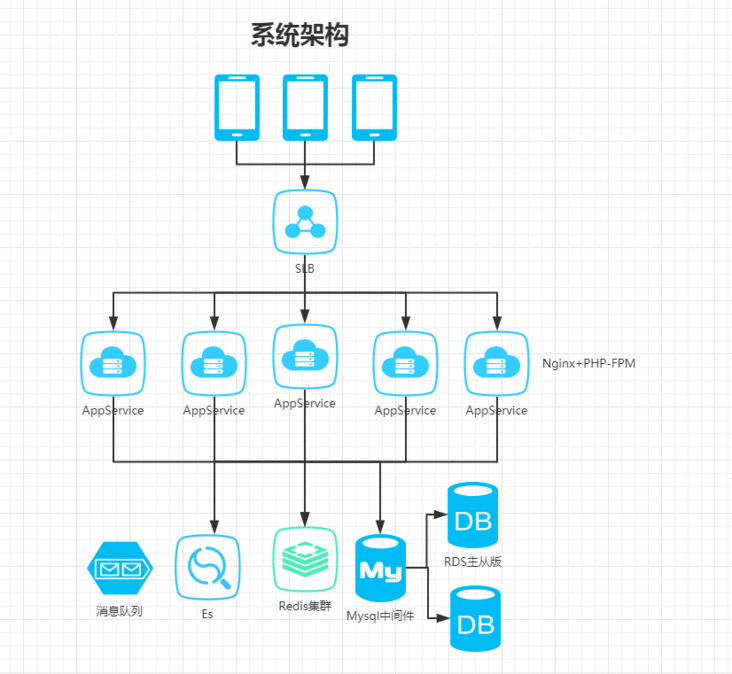 系统架构
SLB
Nginx+PHP-FPM
AppService
AppService
AppService
AppService
AppService
DB
RDS主从版
My
消息队列
Es
Redis集群
Mysql中间件
DB